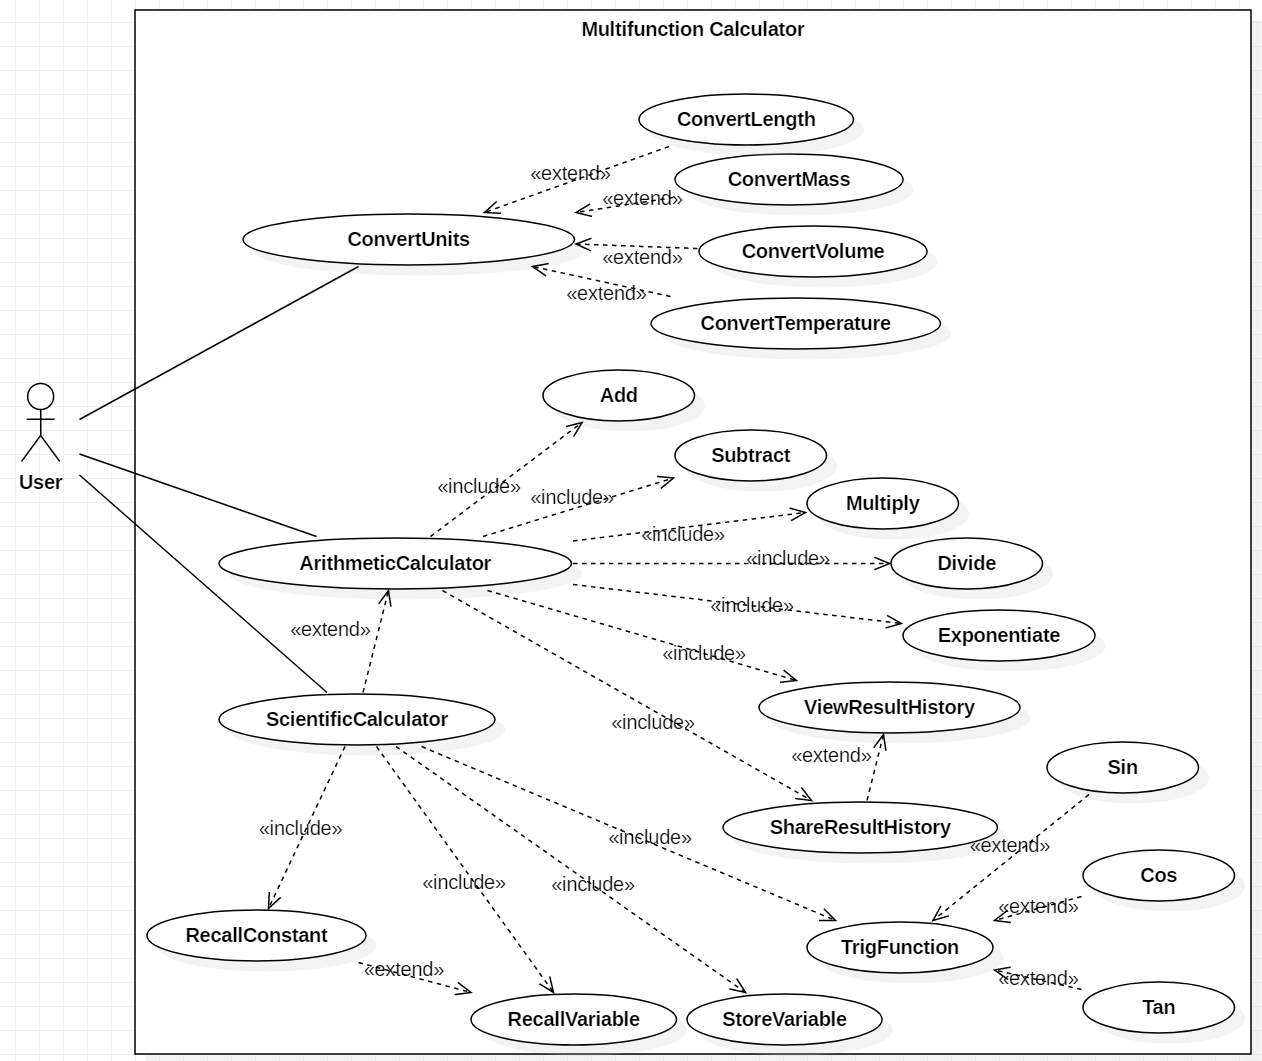 Multifunction Calculator
ConvertLength
«extend»
ConvertMass
«extend»
ConvertUnits
ConvertVolume
«extend»
«extend»
ConvertTemperature
Add
Subtract
User
«include»
«include»
Multiply
«include»
ArithmeticCalculator
«include»
Divide
«include»
«extend»
Exponentiate
«include»
ScientificCalculator
ViewResultHistory
«include»
«extend»
Sin
«include»
«include»
ShareResultHistory
«extend»
Cos
«include»
«include»
«extend»
RecallConstant
TrigFunction
«extend»
«extend»
RecallVariable
StoreVariable
Tan